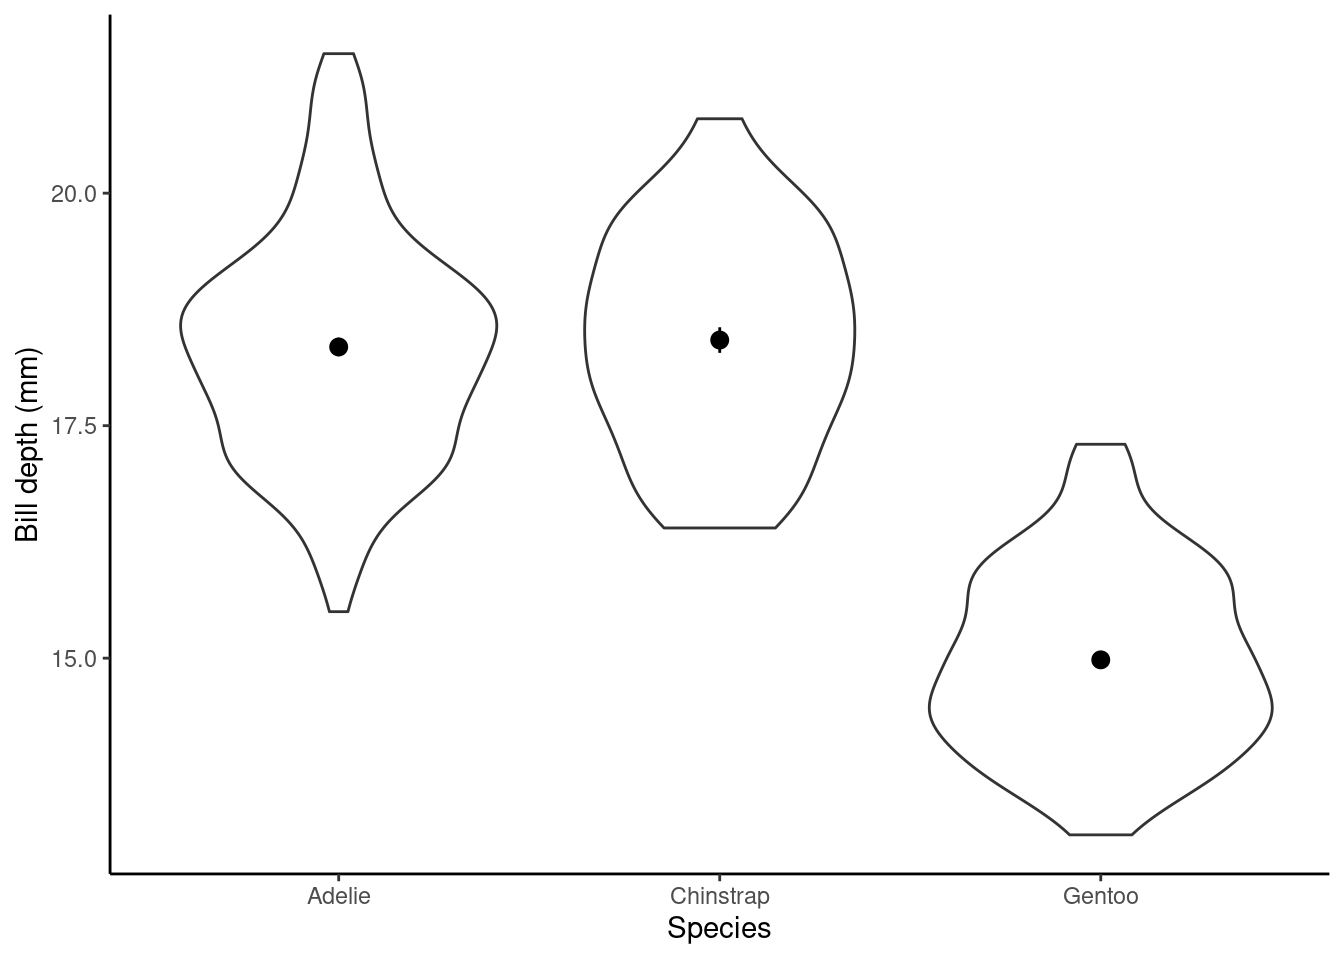 Bill depth (mm)
20.0
17.5
15.0
Adelie
Chinstrap
Gentoo
Species